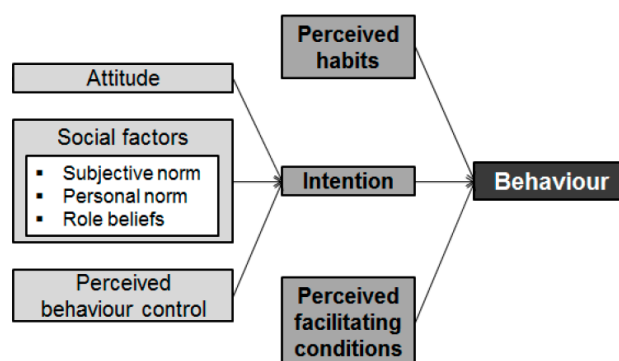 Perceived
habits
Attitude
Social factors
▪ Subjective norm
▪ Personal norm
▪ Role beliefs
Intention
Behaviour
Perceived
behaviour control
Perceived
facilitating
conditions